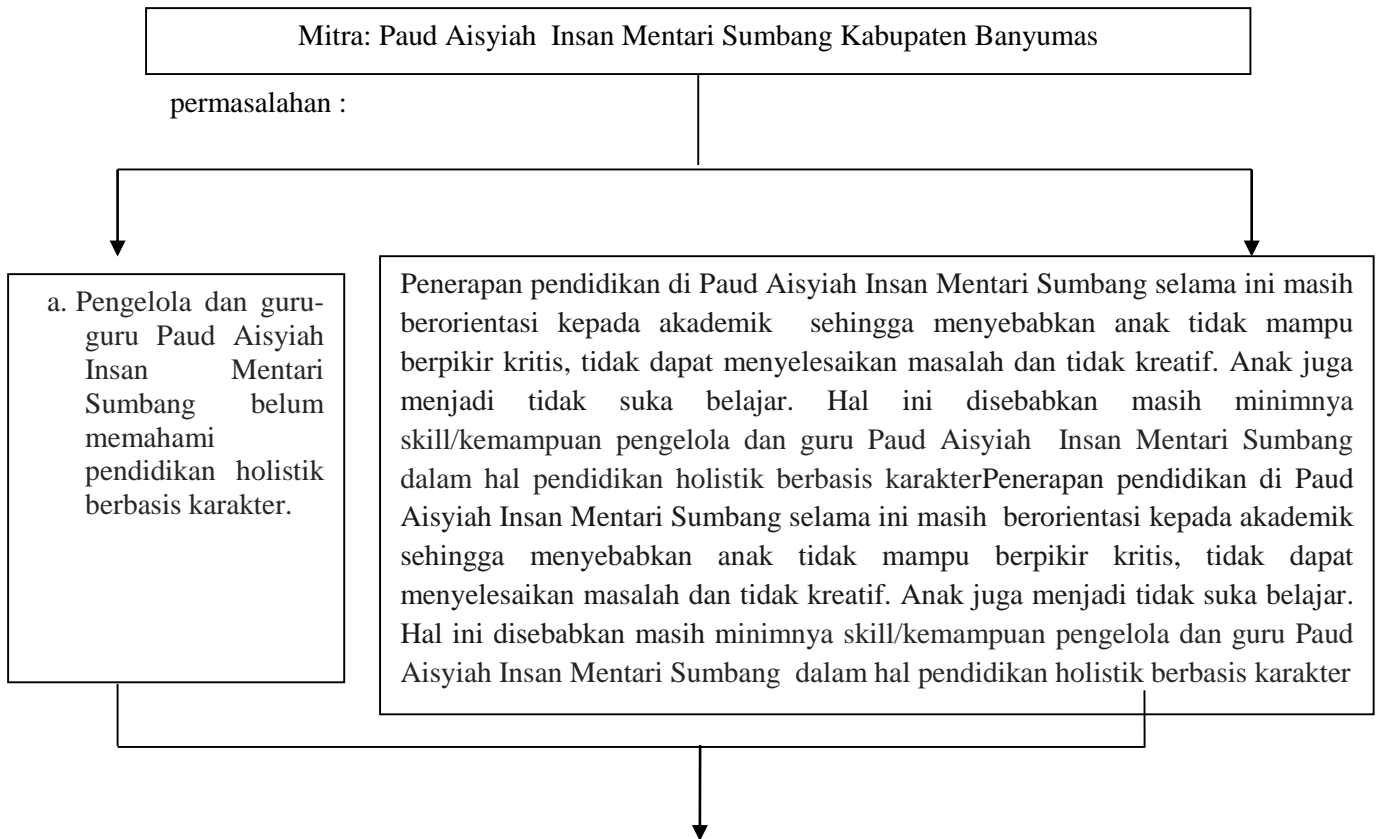 Mitra: Paud Aisyiah Insan Mentari Sumbang Kabupaten Banyumas
permasalahan :
a. Pengelola dan guru-
guru Paud Aisyiah
Insan Mentari
Sumbang belum
memahami
pendidikan holistik
berbasis karakter.
Penerapan pendidikan di Paud Aisyiah Insan Mentari Sumbang selama ini masih
berorientasi kepada akademik sehingga menyebabkan anak tidak mampu
berpikir kritis, tidak dapat menyelesaikan masalah dan tidak kreatif. Anak juga
menjadi tidak suka belajar. Hal ini disebabkan masih minimnya
skill/kemampuan pengelola dan guru Paud Aisyiah Insan Mentari Sumbang
dalam hal pendidikan holistik berbasis karakterPenerapan pendidikan di Paud
Aisyiah Insan Mentari Sumbang selama ini masih berorientasi kepada akademik
sehingga menyebabkan anak tidak mampu berpikir kritis, tidak dapat
menyelesaikan masalah dan tidak kreatif. Anak juga menjadi tidak suka belajar.
Hal ini disebabkan masih minimnya skill/kemampuan pengelola dan guru Paud
Aisyiah Insan Mentari Sumbang dalam hal pendidikan holistik berbasis karakter